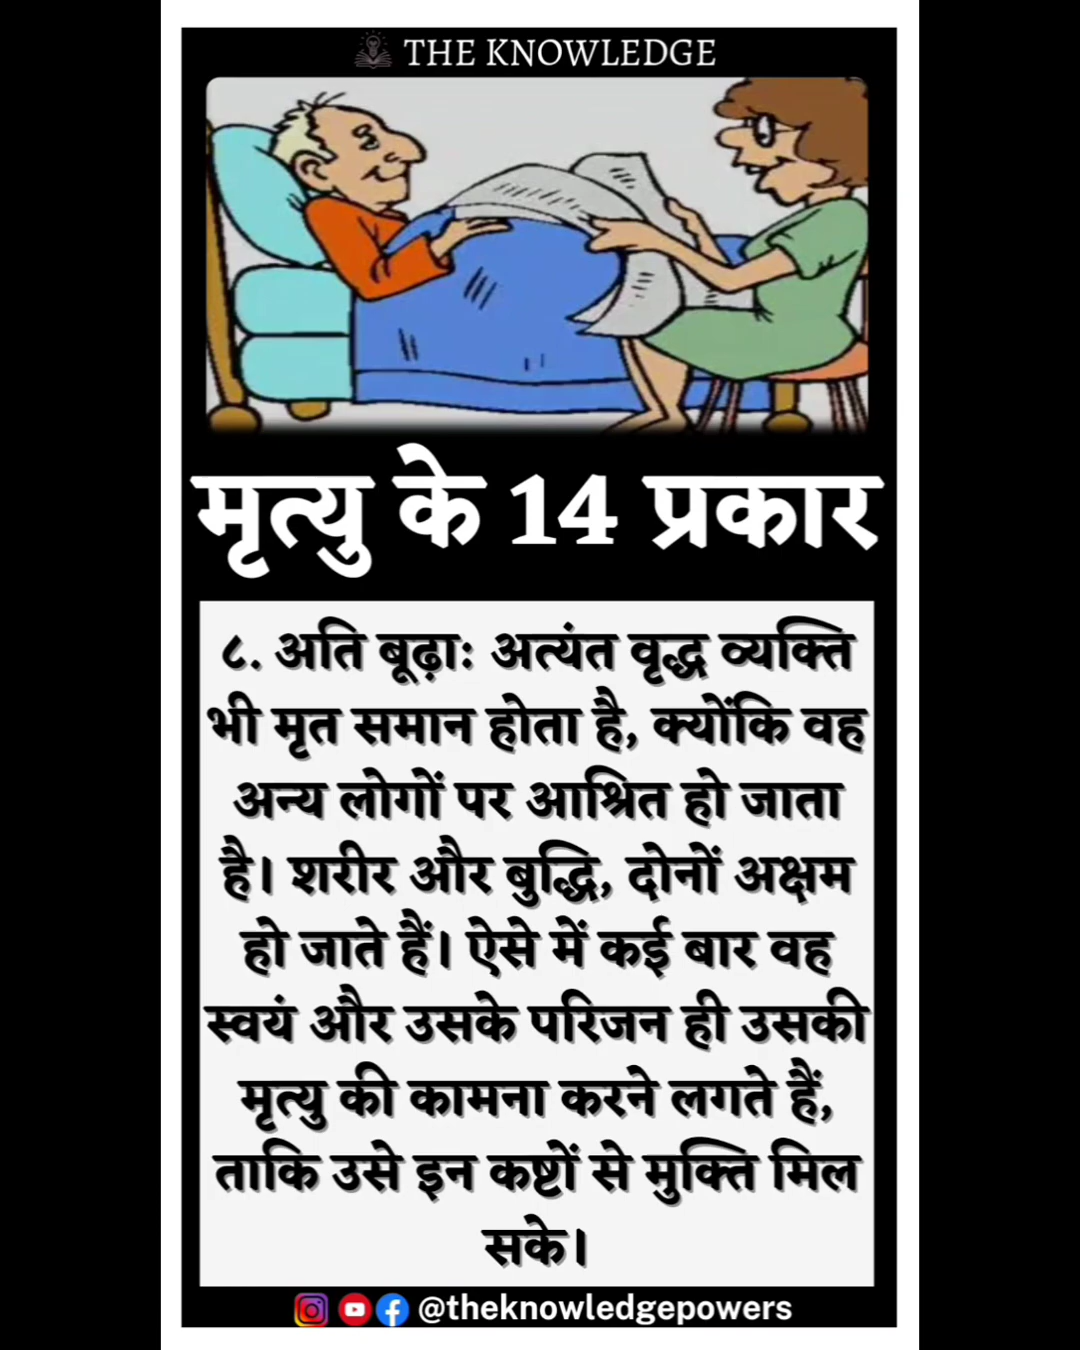 THE KNOWLEDGE
मृत्यु के 14 प्रकार
८. अति बूढ़ाः अत्यंत वृद्ध व्यक्ति
भी मृत समान होता है, क्योंकि वह
अन्य लोगों पर आश्रित हो जाता
है। शरीर और बुद्धि, दोनों अक्षम
हो जाते हैं। ऐसे में कई बार वह
स्वयं और उसके परिजन ही उसकी
मृत्यु की कामना करने लगते हैं,
ताकि उसे इन कष्टों से मुक्ति मिल
सके।
@theknowledgepowers